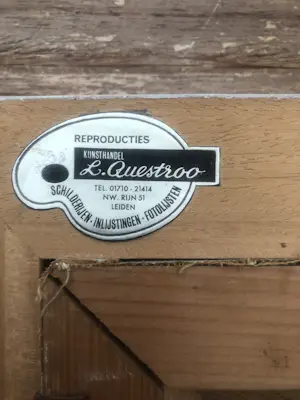 REPRODUCTIES
KUNSTHANDEL
L. Questroo
TEL. 01710 - 21414
NW. RIJN 51
LEIDEN
SCHILDERIJEN - INLIJSTINGEN - FOTOLIJSTEN